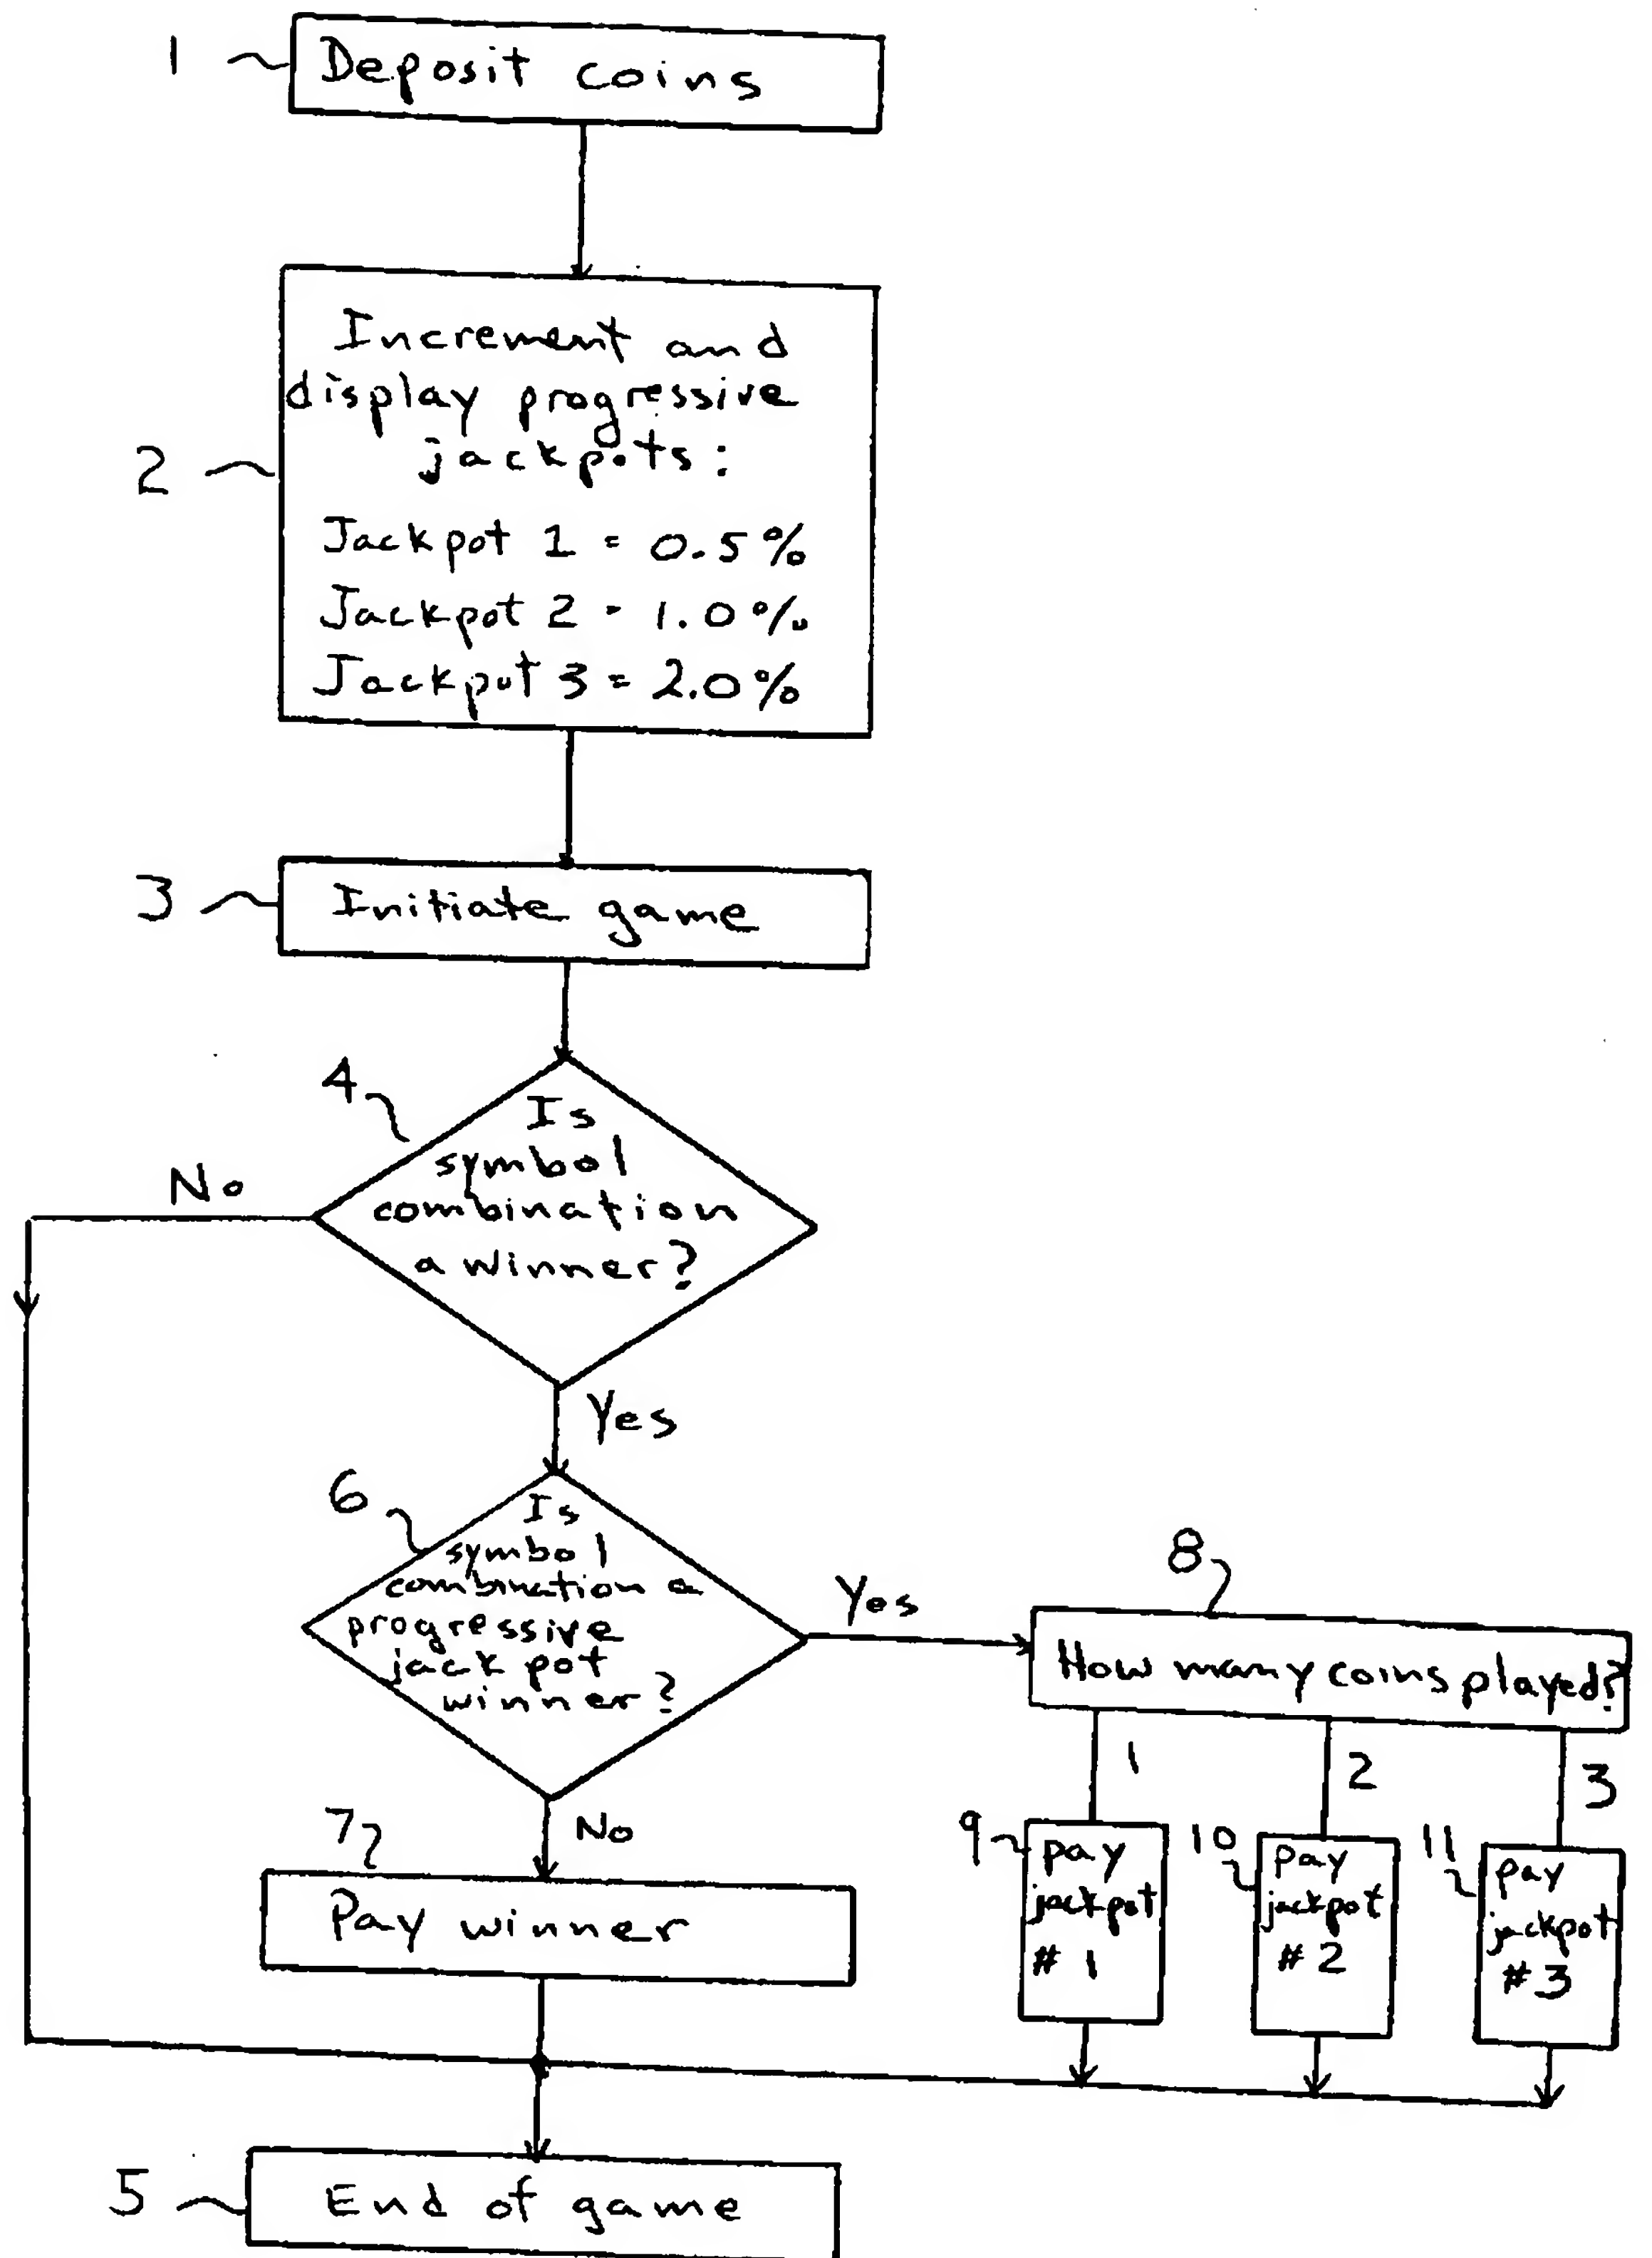 1
Deposit coins
Increment and
display progressive
jackpots:
2
Jackpot 1 = 0.5%
Jackpot 2 = 1.0%
Jackpot 3 = 2.0%
3
Initiate game
4
Is
symbol
combination
a winner?
No
Yes
6
Is
symbol
combination a
progressive
jackpot
winner?
Yes
8
How many coins played?
1
2
3
No
7
Pay winner
9
pay
jackpot
# 1
10
pay
jackpot
# 2
11
pay
jackpot
# 3
5
End of game